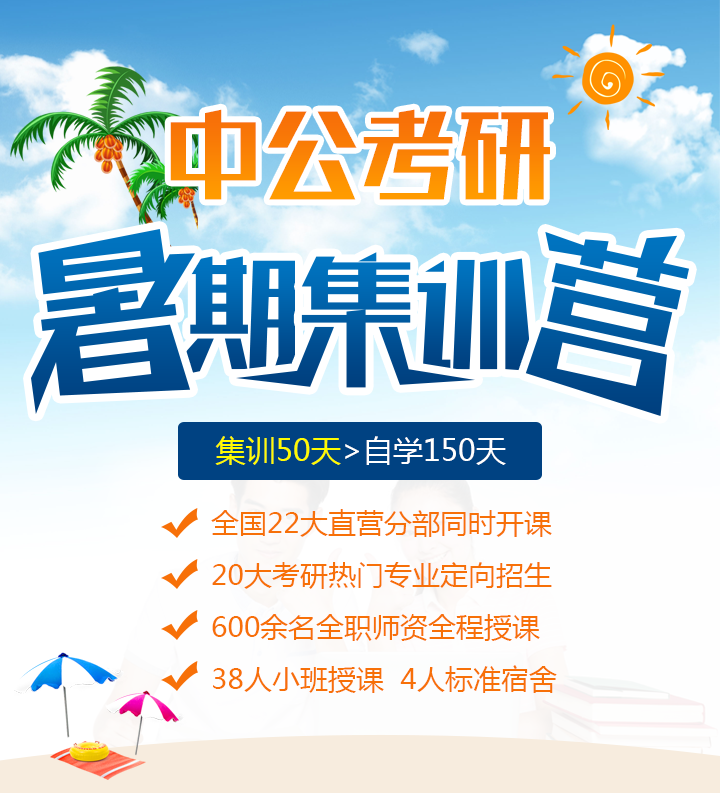 中公考研
暑期集训营
集训50天>自学150天
全国22大直营分部同时开课
20大考研热门专业定向招生
600余名全职师资全程授课
38人小班授课 4人标准宿舍